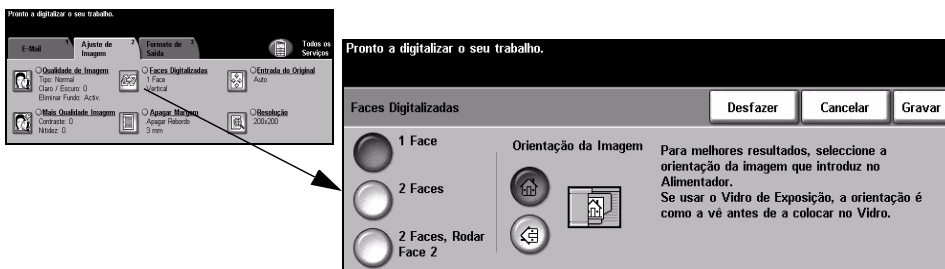 Pronto a digitalizar o seu trabalho.
E-Mail 1
Ajuste de Imagem 2
Formato de Saída 3
Todos os Serviços
Qualidade de Imagem
Tipo: Normal
Claro / Escuro: 0
Eliminar Fundo: Activ.
Faces Digitalizadas
1 Face
Vertical
Entrada do Original
Auto
Mais Qualidade Imagem
Contraste: 0
Nitidez: 0
Apagar Margem
Apagar Rebordo
3 mm
Resolução
200x200
Pronto a digitalizar o seu trabalho.
Faces Digitalizadas
Desfazer
Cancelar
Gravar
1 Face
2 Faces
2 Faces, Rodar
Face 2
Orientação da Imagem
Para melhores resultados, seleccione a
orientação da imagem que introduz no
Alimentador.
Se usar o Vidro de Exposição, a orientação é
como a vê antes de a colocar no Vidro.